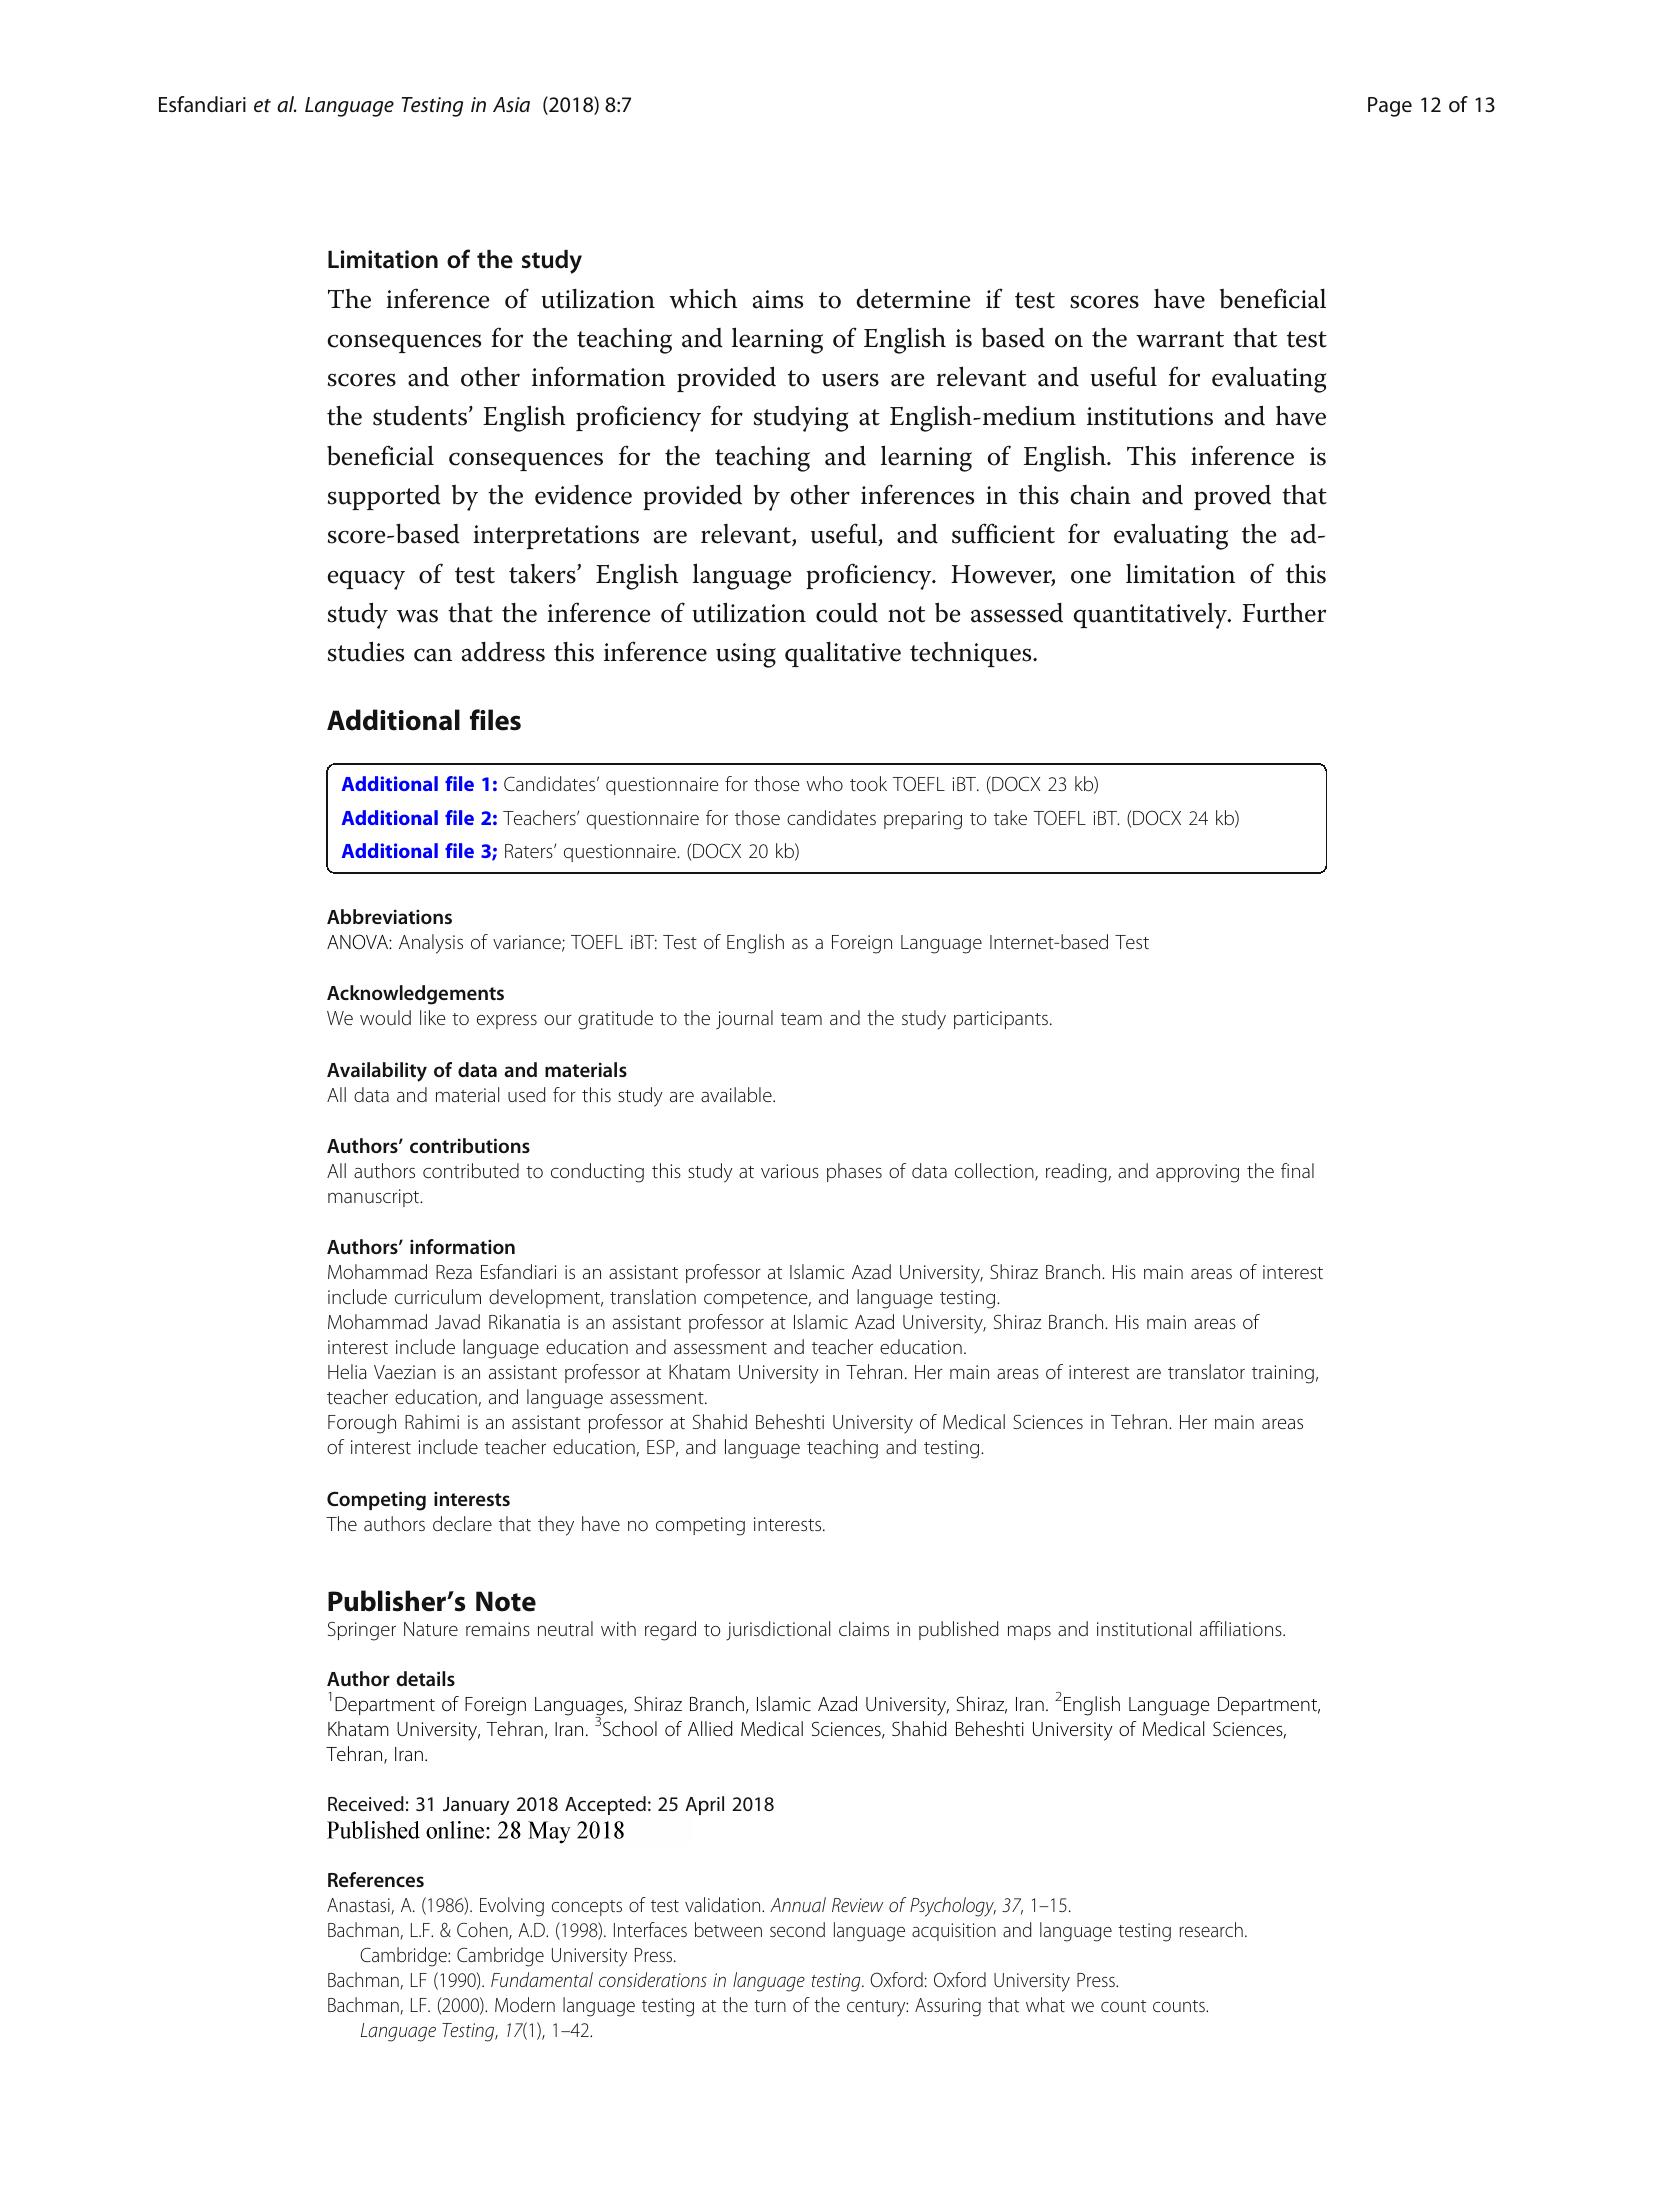 Esfandiari et al. Language Testing in Asia (2018) 8:7
Page 12 of 13
Limitation of the study
The inference of utilization which aims to determine if test scores have beneficial
consequences for the teaching and learning of English is based on the warrant that test
scores and other information provided to users are relevant and useful for evaluating
the students’ English proficiency for studying at English-medium institutions and have
beneficial consequences for the teaching and learning of English. This inference is
supported by the evidence provided by other inferences in this chain and proved that
score-based interpretations are relevant, useful, and sufficient for evaluating the ad-
equacy of test takers’ English language proficiency. However, one limitation of this
study was that the inference of utilization could not be assessed quantitatively. Further
studies can address this inference using qualitative techniques.
Additional files
Additional file 1: Candidates’ questionnaire for those who took TOEFL iBT. (DOCX 23 kb)
Additional file 2: Teachers’ questionnaire for those candidates preparing to take TOEFL iBT. (DOCX 24 kb)
Additional file 3; Raters’ questionnaire. (DOCX 20 kb)
Abbreviations
ANOVA: Analysis of variance; TOEFL iBT: Test of English as a Foreign Language Internet-based Test
Acknowledgements
We would like to express our gratitude to the journal team and the study participants.
Availability of data and materials
All data and material used for this study are available.
Authors’ contributions
All authors contributed to conducting this study at various phases of data collection, reading, and approving the final
manuscript.
Authors’ information
Mohammad Reza Esfandiari is an assistant professor at Islamic Azad University, Shiraz Branch. His main areas of interest
include curriculum development, translation competence, and language testing.
Mohammad Javad Rikanatia is an assistant professor at Islamic Azad University, Shiraz Branch. His main areas of
interest include language education and assessment and teacher education.
Helia Vaezian is an assistant professor at Khatam University in Tehran. Her main areas of interest are translator training,
teacher education, and language assessment.
Forough Rahimi is an assistant professor at Shahid Beheshti University of Medical Sciences in Tehran. Her main areas
of interest include teacher education, ESP, and language teaching and testing.
Competing interests
The authors declare that they have no competing interests.
Publisher’s Note
Springer Nature remains neutral with regard to jurisdictional claims in published maps and institutional affiliations.
Author details
1Department of Foreign Languages, Shiraz Branch, Islamic Azad University, Shiraz, Iran. 2English Language Department,
Khatam University, Tehran, Iran. 3School of Allied Medical Sciences, Shahid Beheshti University of Medical Sciences,
Tehran, Iran.
Received: 31 January 2018 Accepted: 25 April 2018
Published online: 28 May 2018
References
Anastasi, A. (1986). Evolving concepts of test validation. Annual Review of Psychology, 37, 1–15.
Bachman, L.F. & Cohen, A.D. (1998). Interfaces between second language acquisition and language testing research.
Cambridge: Cambridge University Press.
Bachman, LF (1990). Fundamental considerations in language testing. Oxford: Oxford University Press.
Bachman, LF. (2000). Modern language testing at the turn of the century: Assuring that what we count counts.
Language Testing, 17(1), 1–42.